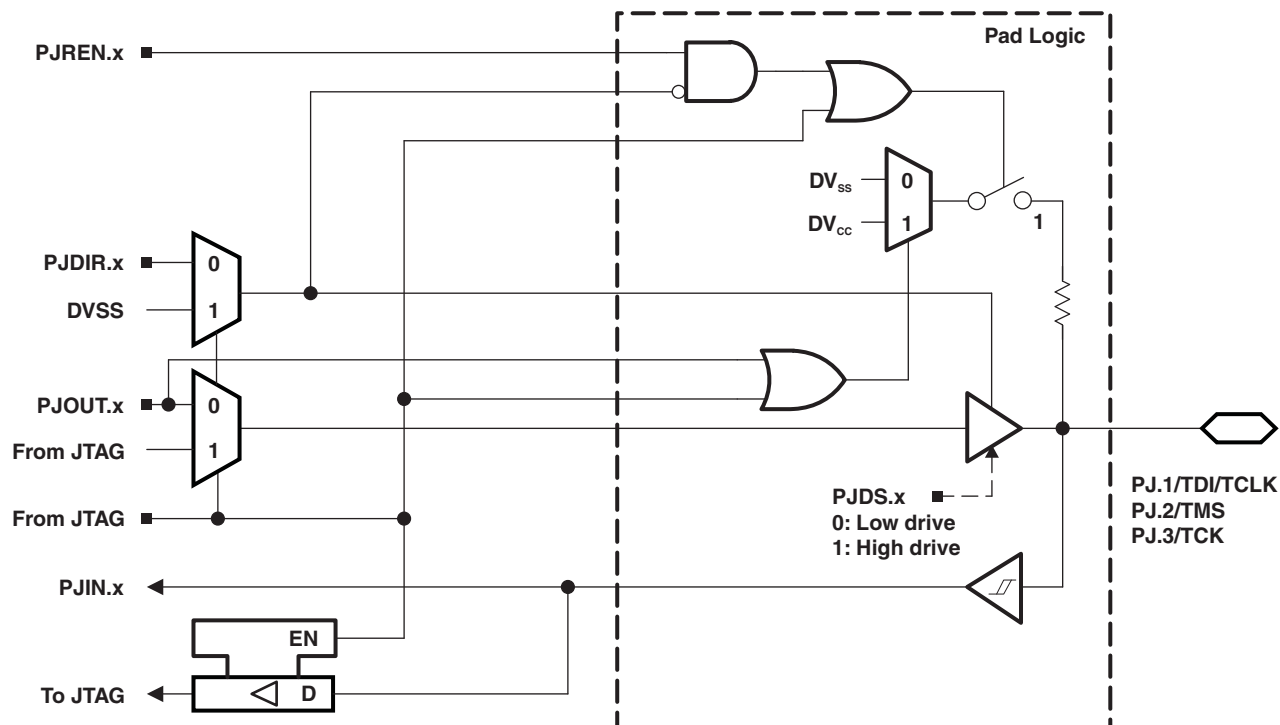 Pad Logic
PJREN.x
DVss
0
DVcc
1
1
PJDIR.x
0
DVSS
1
PJOUT.x
0
From JTAG
1
PJDS.x
0: Low drive
1: High drive
PJ.1/TDI/TCLK
PJ.2/TMS
PJ.3/TCK
From JTAG
PJIN.x
EN
To JTAG
D